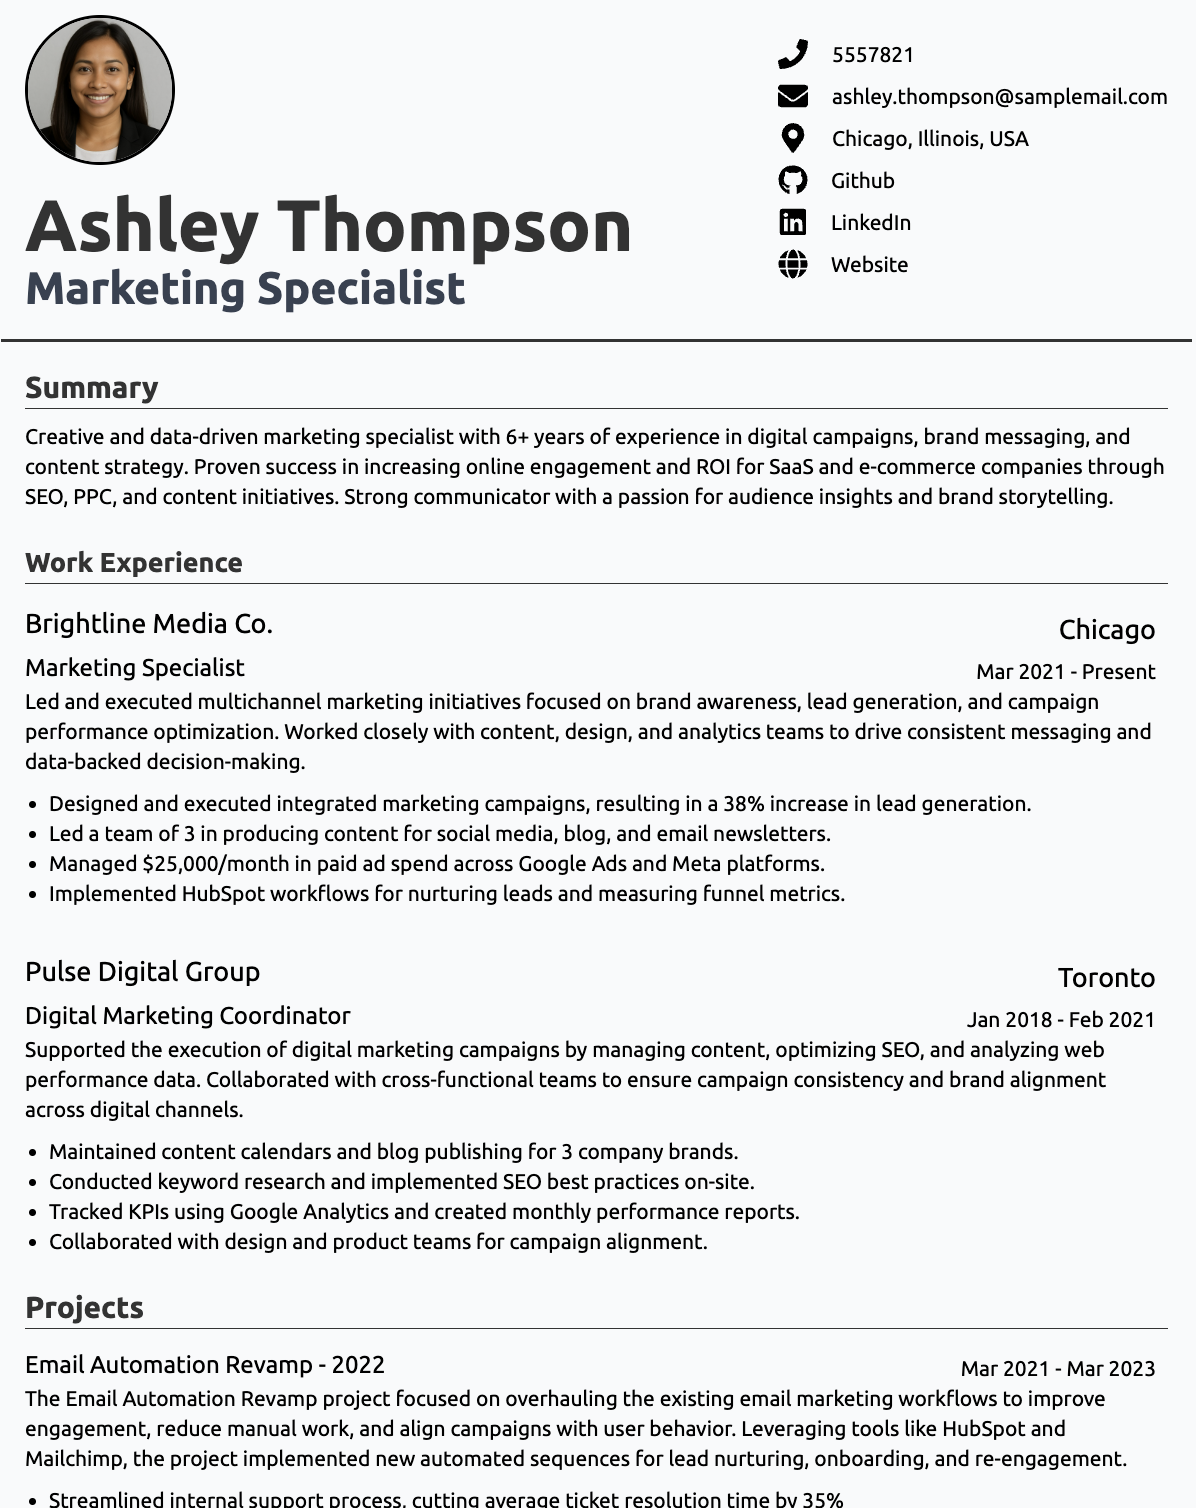 5557821
ashley.thompson@samplemail.com
Chicago, Illinois, USA
Github
LinkedIn
Website
Ashley Thompson
Marketing Specialist
Summary
Creative and data-driven marketing specialist with 6+ years of experience in digital campaigns, brand messaging, and
content strategy. Proven success in increasing online engagement and ROI for SaaS and e-commerce companies through
SEO, PPC, and content initiatives. Strong communicator with a passion for audience insights and brand storytelling.
Work Experience
Brightline Media Co.
Chicago
Marketing Specialist
Mar 2021 - Present
Led and executed multichannel marketing initiatives focused on brand awareness, lead generation, and campaign
performance optimization. Worked closely with content, design, and analytics teams to drive consistent messaging and
data-backed decision-making.
• Designed and executed integrated marketing campaigns, resulting in a 38% increase in lead generation.
• Led a team of 3 in producing content for social media, blog, and email newsletters.
• Managed $25,000/month in paid ad spend across Google Ads and Meta platforms.
• Implemented HubSpot workflows for nurturing leads and measuring funnel metrics.
Pulse Digital Group
Toronto
Digital Marketing Coordinator
Jan 2018 - Feb 2021
Supported the execution of digital marketing campaigns by managing content, optimizing SEO, and analyzing web
performance data. Collaborated with cross-functional teams to ensure campaign consistency and brand alignment
across digital channels.
• Maintained content calendars and blog publishing for 3 company brands.
• Conducted keyword research and implemented SEO best practices on-site.
• Tracked KPIs using Google Analytics and created monthly performance reports.
• Collaborated with design and product teams for campaign alignment.
Projects
Email Automation Revamp - 2022
Mar 2021 - Mar 2023
The Email Automation Revamp project focused on overhauling the existing email marketing workflows to improve
engagement, reduce manual work, and align campaigns with user behavior. Leveraging tools like HubSpot and
Mailchimp, the project implemented new automated sequences for lead nurturing, onboarding, and re-engagement.
• Streamlined internal support process, cutting average ticket resolution time by 35%